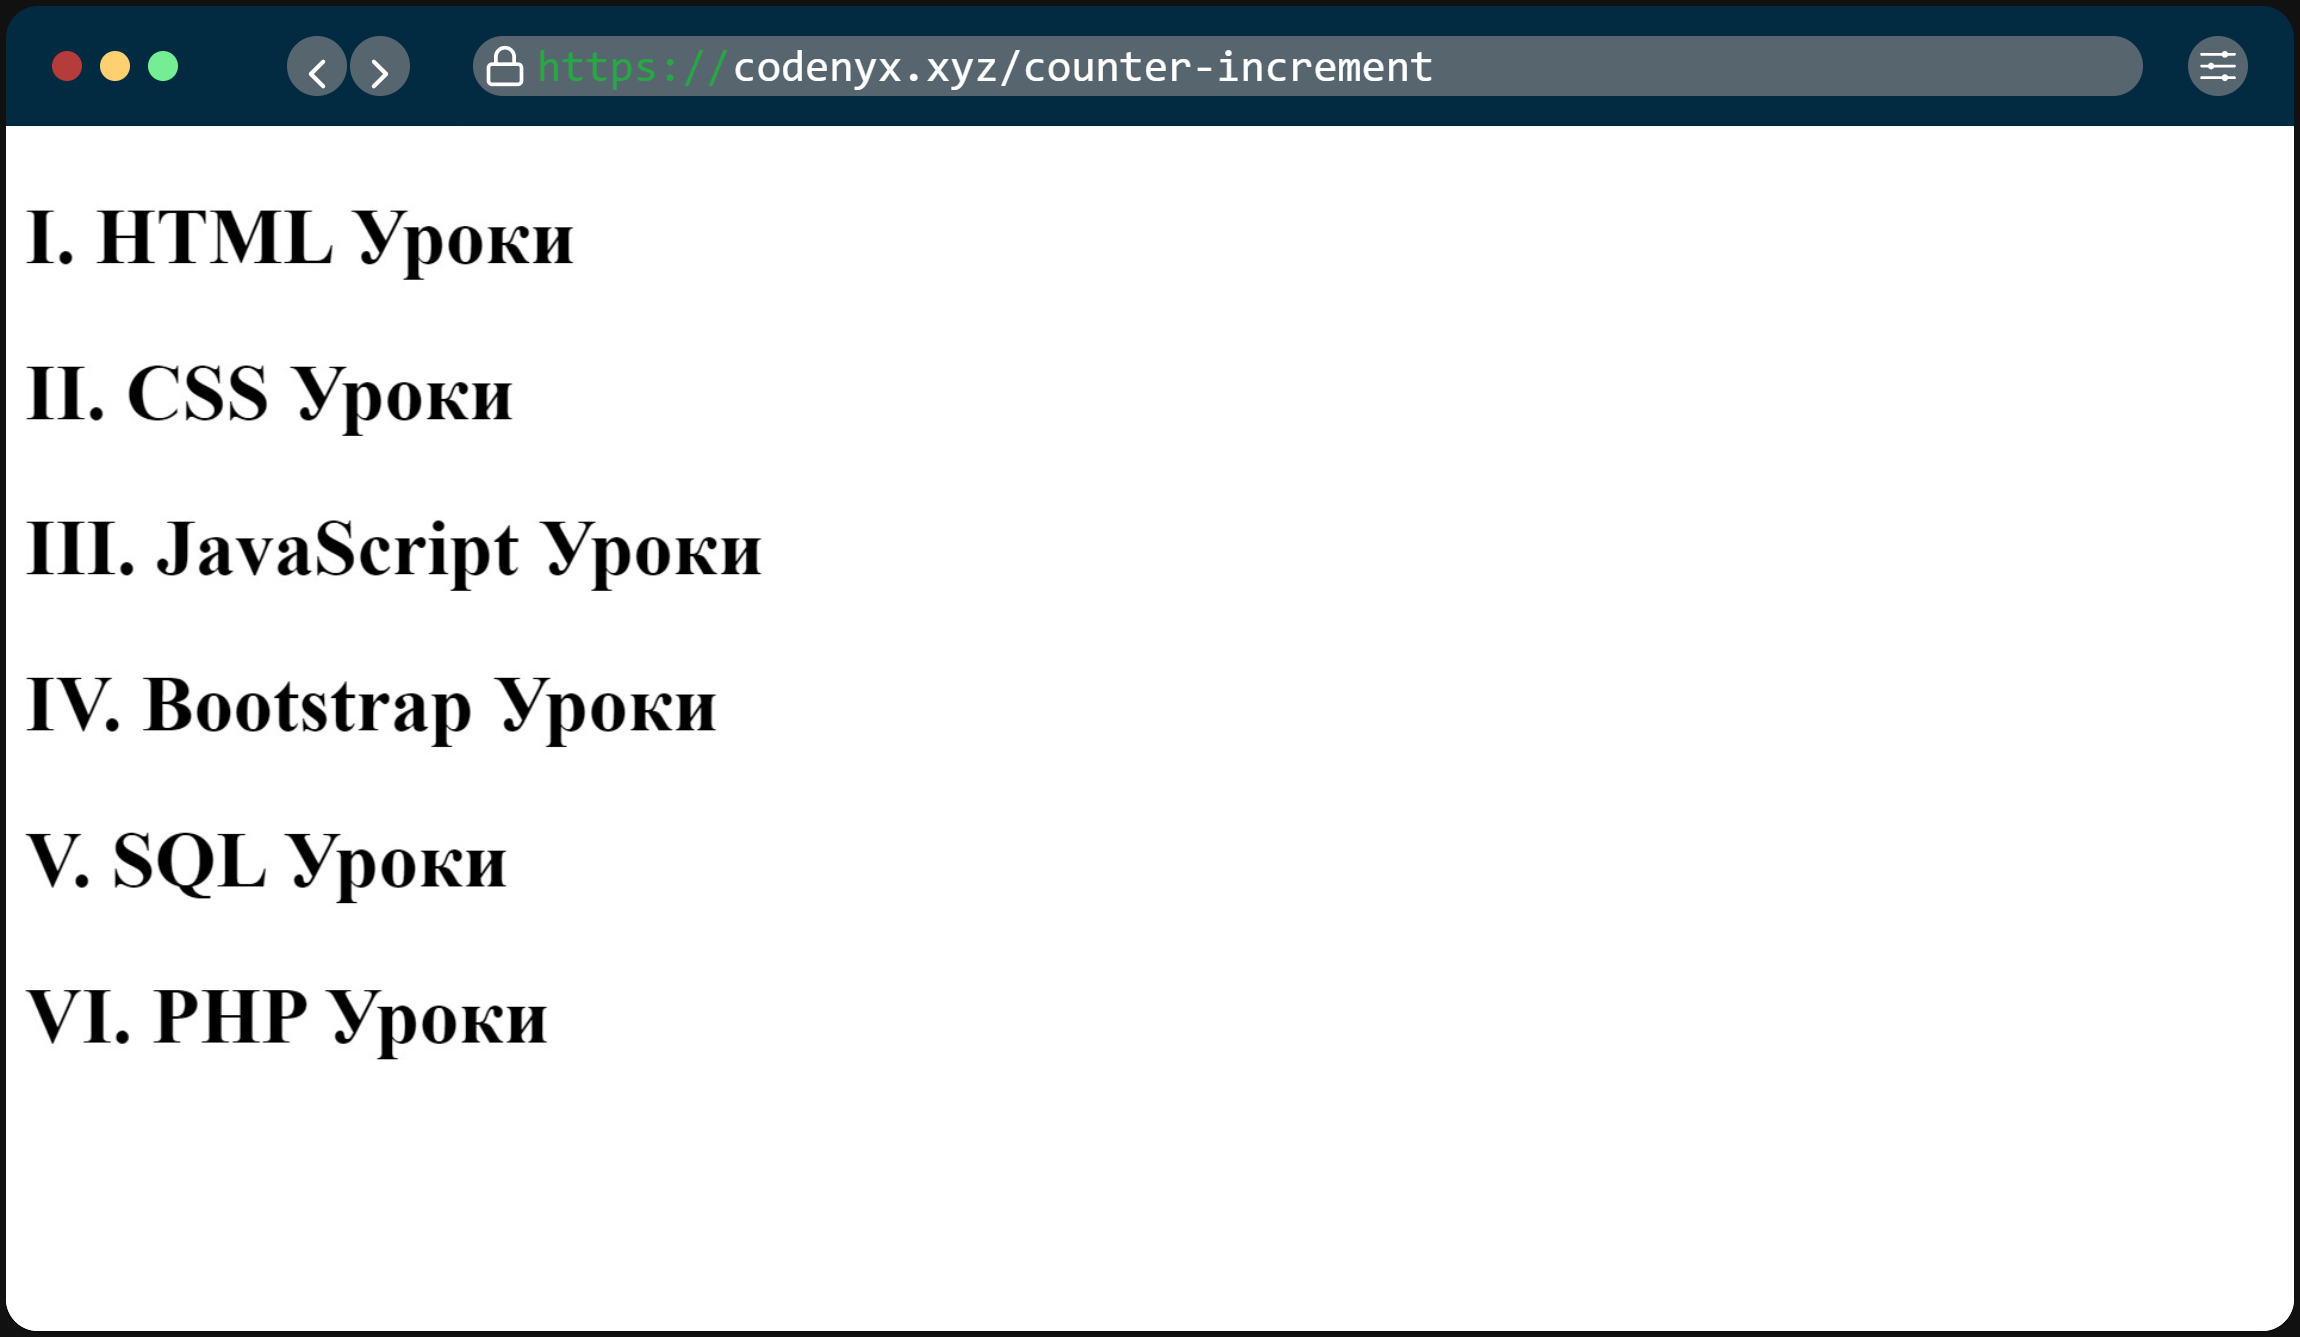 https://codenyx.xyz/counter-increment
I. HTML Уроки
II. CSS Уроки
III. JavaScript Уроки
IV. Bootstrap Уроки
V. SQL Уроки
VI. PHP Уроки